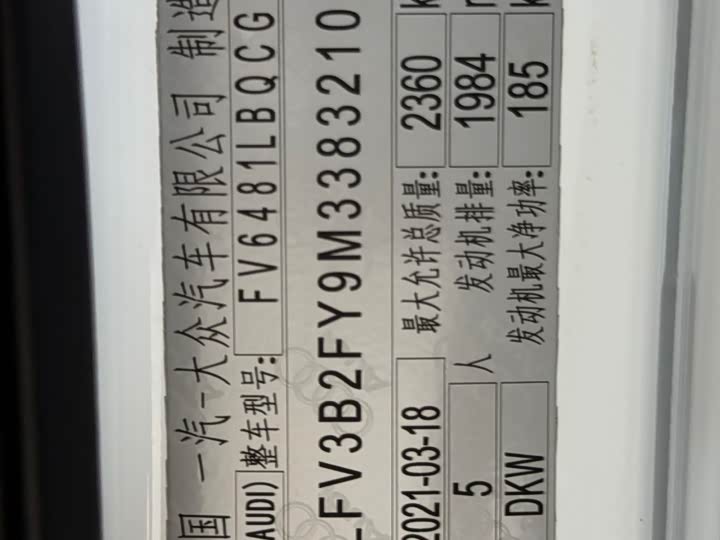 国 一汽-大众汽车有限公司 制造
AUDI) 整车型号: FV6481LBQCG
LFV3B2FY9M3383210
2021-03-18 最大允许总质量: 2360 k
5 人 发动机排量: 1984
DKW 发动机最大净功率: 185 k